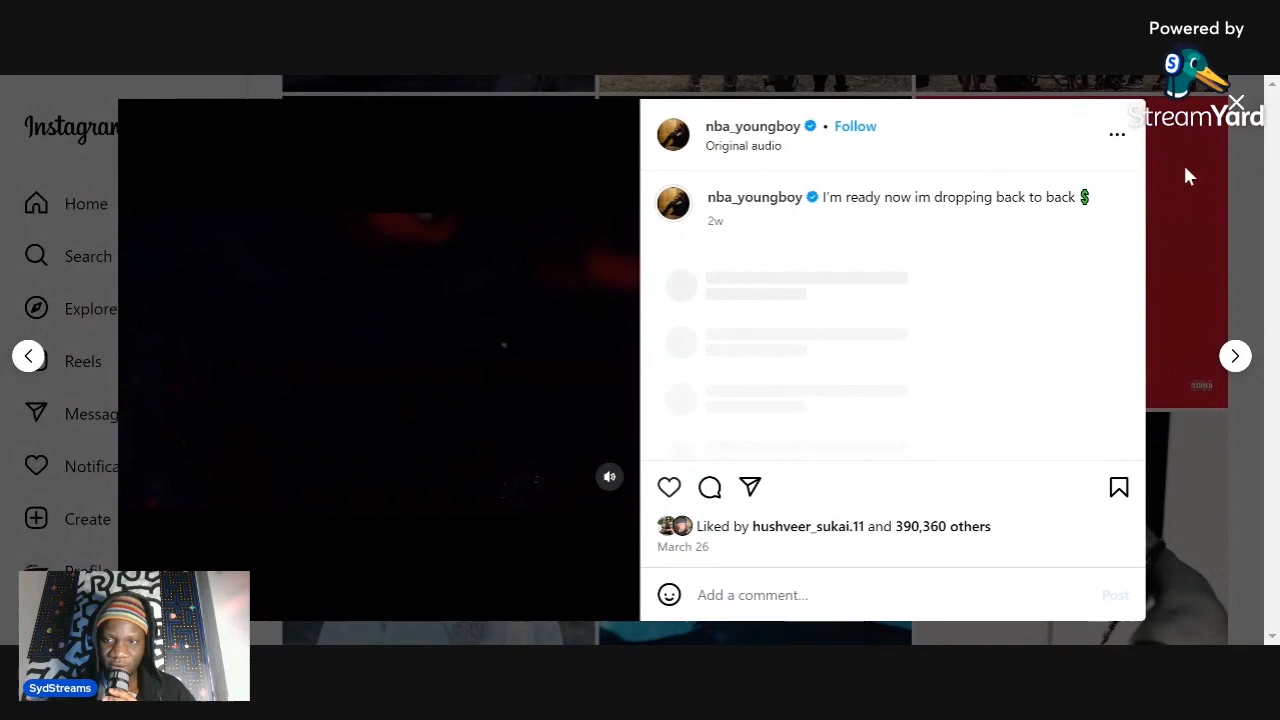 Powered by
StreamYard
Instagram
Home
Search
Explore
Reels
Messag
Notifica
Create
Profile
nba_youngboy • Follow
Original audio
nba_youngboy I'm ready now im dropping back to back 💲
2w
Liked by hushveer_sukai.11 and 390,360 others
March 26
Add a comment...
Post
SydStreams